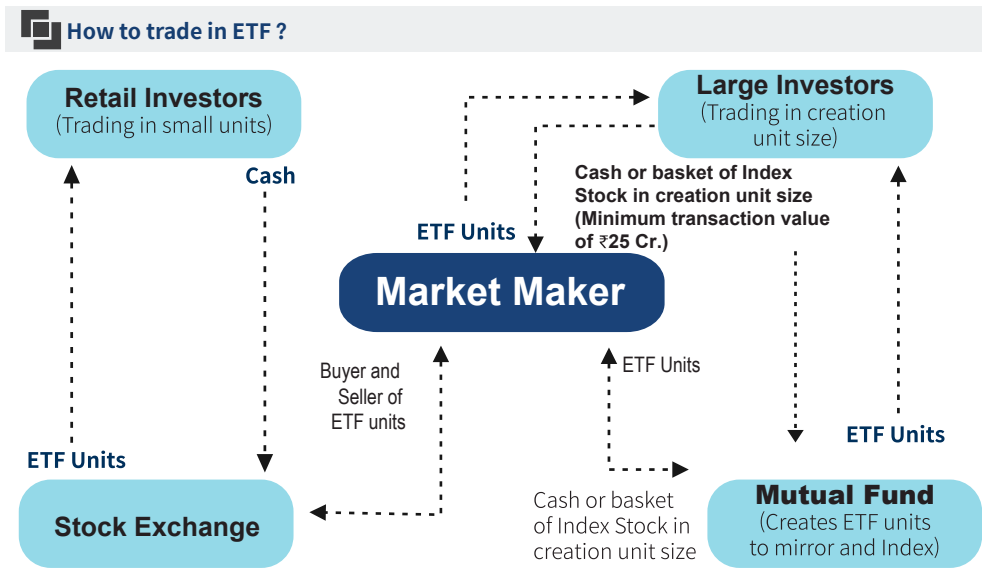 How to trade in ETF ?
Retail Investors
(Trading in small units)
Large Investors
(Trading in creation
unit size)
Cash
Cash or basket of Index
Stock in creation unit size
(Minimum transaction value
of ₹25 Cr.)
ETF Units
Market Maker
Buyer and
Seller of
ETF units
ETF Units
ETF Units
ETF Units
Stock Exchange
Cash or basket
of Index Stock in
creation unit size
Mutual Fund
(Creates ETF units
to mirror and Index)